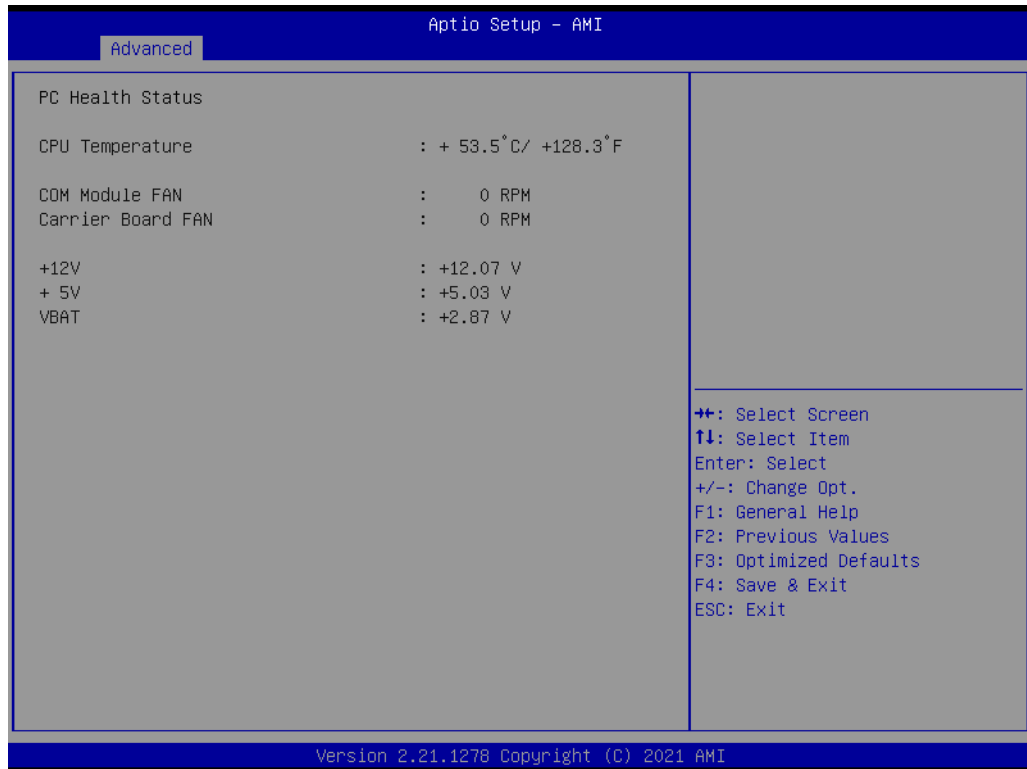 Aptio Setup – AMI
Advanced
PC Health Status
CPU Temperature : + 53.5°C/ +128.3°F
COM Module FAN : 0 RPM
Carrier Board FAN : 0 RPM
+12V : +12.07 V
+ 5V : +5.03 V
VBAT : +2.87 V
→←: Select Screen
↑↓: Select Item
Enter: Select
+/-: Change Opt.
F1: General Help
F2: Previous Values
F3: Optimized Defaults
F4: Save & Exit
ESC: Exit
Version 2.21.1278 Copyright (C) 2021 AMI